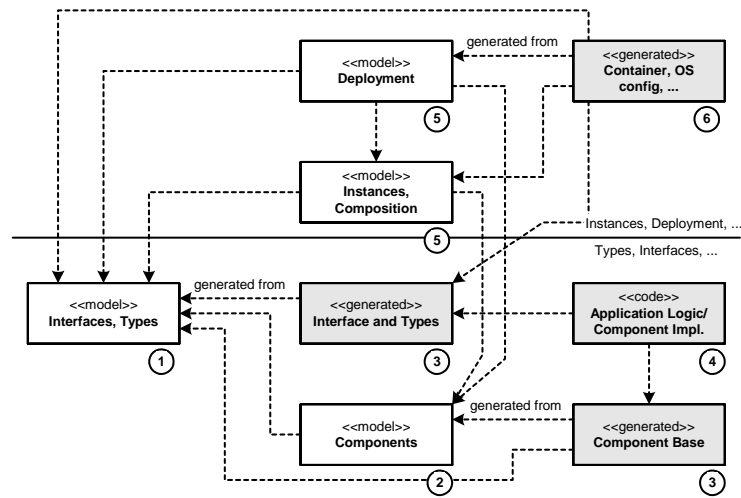 generated from
<<model>>
Deployment
5
<<generated>>
Container, OS
config, ...
6
<<model>>
Instances,
Composition
5
Instances, Deployment, ...
Types, Interfaces, ...
<<model>>
Interfaces, Types
1
generated from
<<generated>>
Interface and Types
3
<<code>>
Application Logic/
Component Impl.
4
<<model>>
Components
2
generated from
<<generated>>
Component Base
3